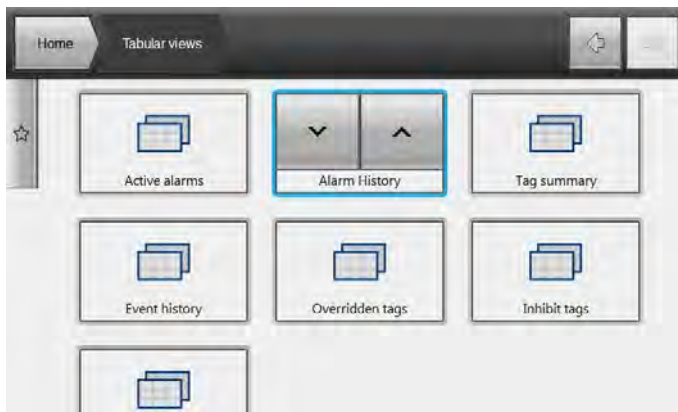 Home
Tabular views
Active alarms
Alarm History
Tag summary
Event history
Overridden tags
Inhibit tags